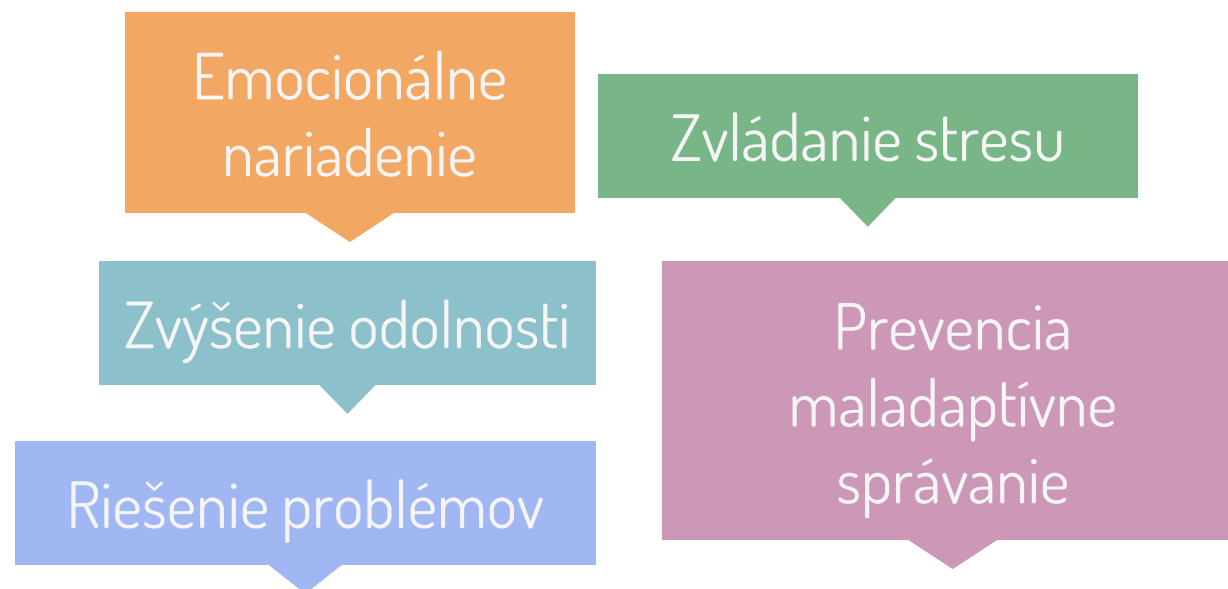 Emocionálne
nariadenie
Zvládanie stresu
Zvýšenie odolnosti
Prevencia
maladaptívne
správanie
Riešenie problémov